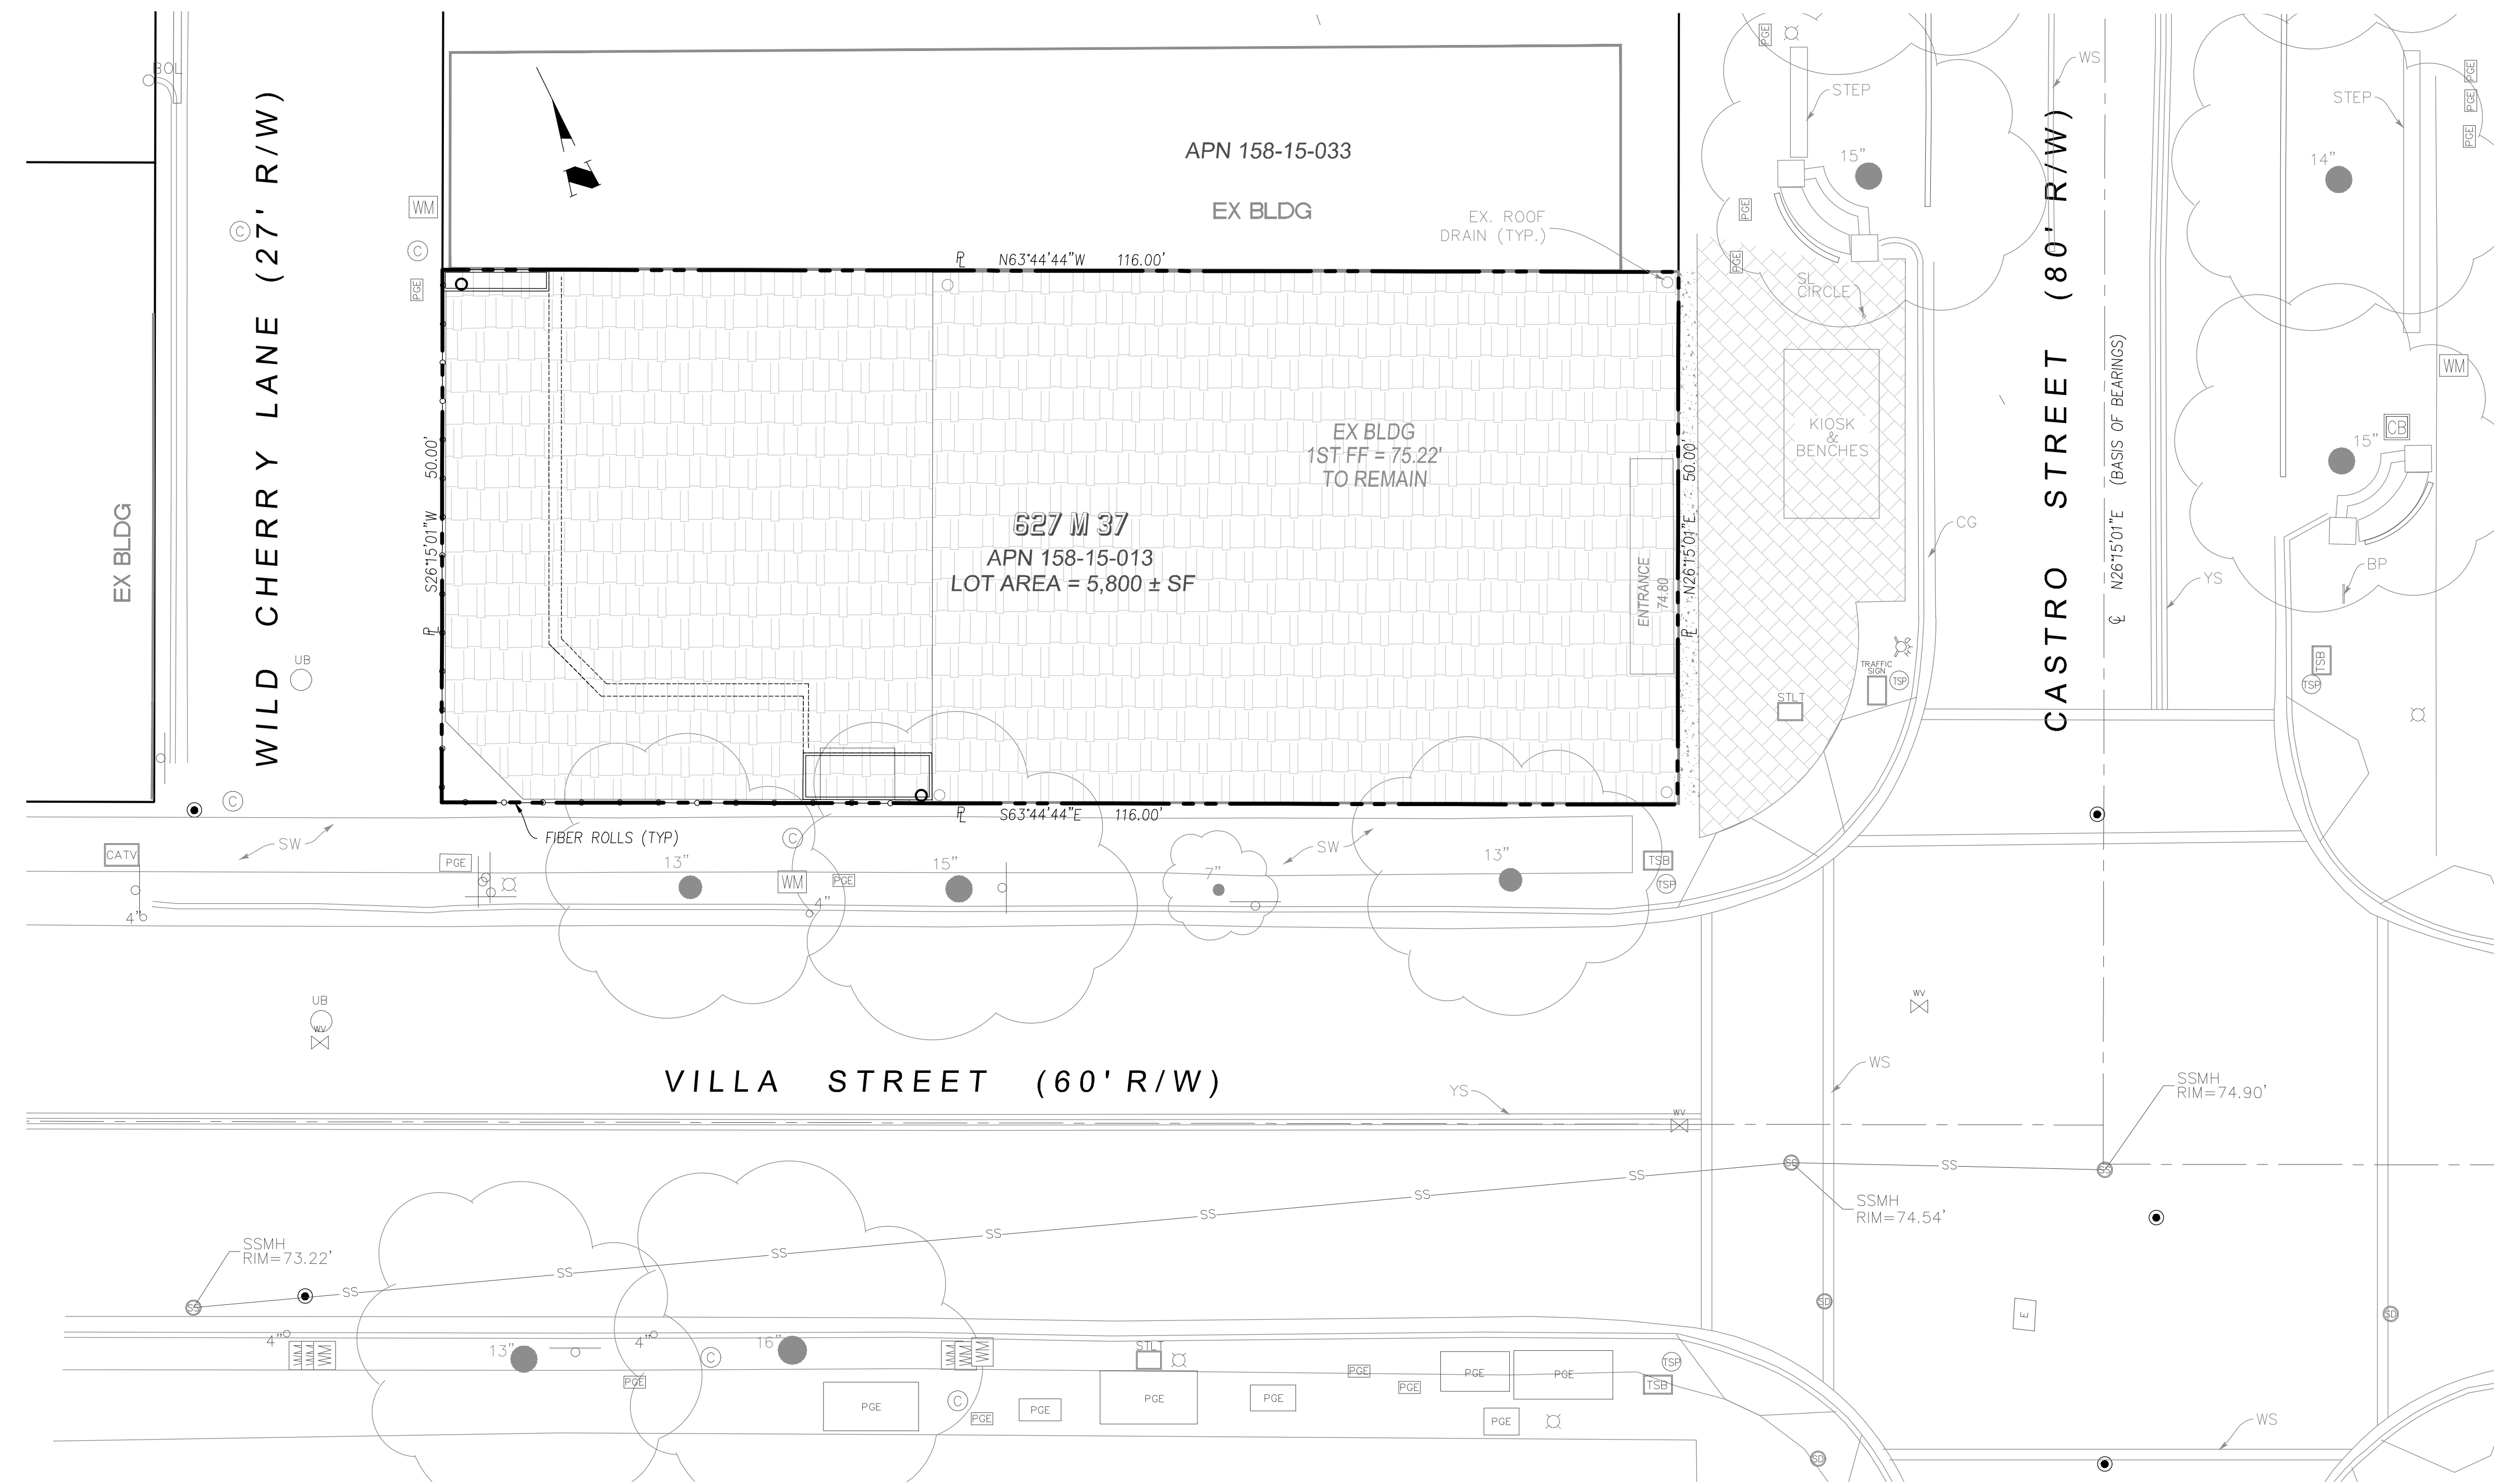 BOL
WILD CHERRY LANE (27' R/W)
EX BLDG
C
WM
C
PGE
APN 158-15-033
EX BLDG
EX. ROOF
DRAIN (TYP.)
℄ N63°44'44"W 116.00'
S26°15'01"W 50.00'
EX BLDG
1ST FF = 75.22'
TO REMAIN
627 M 37
APN 158-15-013
LOT AREA = 5,800 ± SF
ENTRANCE
74.80
N26°15'01"E 50.00'
S63°44'44"E 116.00'
FIBER ROLLS (TYP)
UB
C
PGE
STEP
15"
PGE
PGE
SL
CIRCLE
KIOSK
&
BENCHES
CG
HY
TRAFFIC
SIGN
TSP
STLT
WS
CASTRO STREET (80' R/W)
N26°15'01"E (BASIS OF BEARINGS)
YS
STEP
14"
PGE
PGE
PGE
WM
CB
15"
BP
TSB
TSP
CATV
SW
4"
PGE
13"
C
WM
PGE
4"
15"
7"
SW
13"
TSB
TSP
UB
WV
WV
VILLA STREET (60' R/W)
YS
WV
WS
SSMH
RIM=74.90'
SS
SS
SS
SS
SS
SS
SS
SS
SS
SS
SS
SSMH
RIM=74.54'
SSMH
RIM=73.22'
SS
4"
13"
4"
16"
C
PGE
PGE
C
PGE
PGE
STLT
PGE
PGE
PGE
PGE
PGE
PGE
PGE
TSP
TSB
SD
SD
SD
E
WS